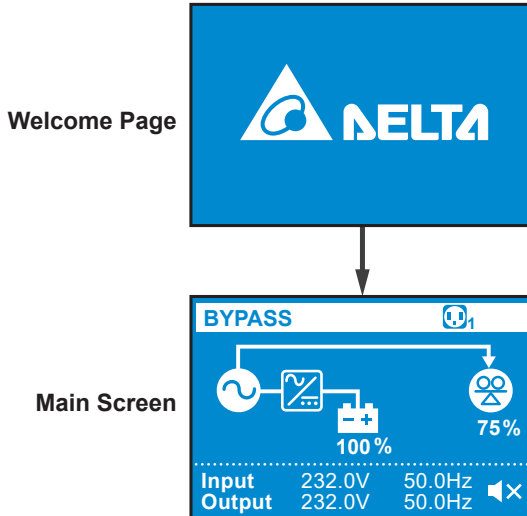 Welcome Page
DELTA
BYPASS 1
Main Screen
75%
100%
Input 232.0V 50.0Hz
Output 232.0V 50.0Hz